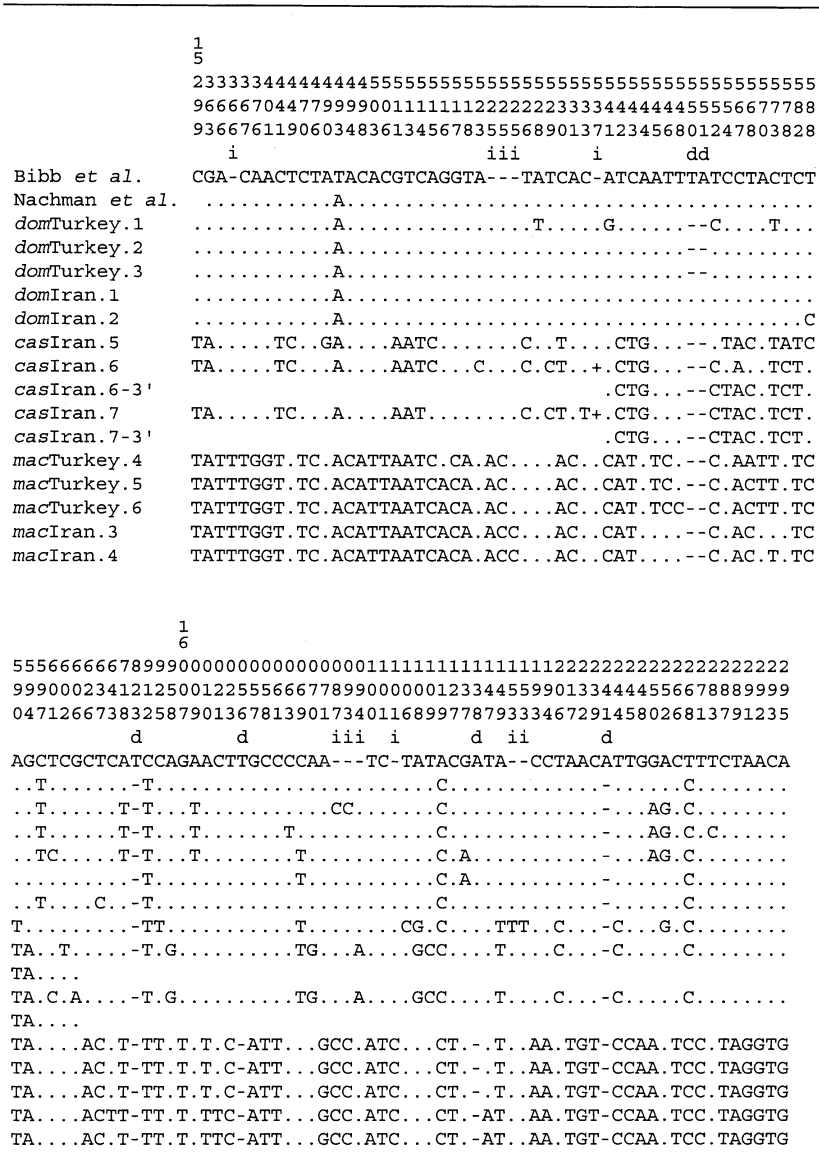 1
5
23333344444444445555555555555555555555555555555555555
96667044779990011111112222222333344444445555666777788
93667611906034836134567835556890137123456801247803828
i iii i dd
Bibb et al. CGA-CAACTCTATACACGTCAGGTA---TATCAC-ATCAATTTATCCTACTCT
Nachman et al. ...........A.........................................
domTurkey.1 ............A.................T.....G......--C....T...
domTurkey.2 ............A..............................--.........
domTurkey.3 ............A..............................--.........
domIran.1 ............A.........................................
domIran.2 ............A........................................C
casIran.5 TA.....TC..GA....AATC.......C..T....CTG...--.TAC.TATC
casIran.6 TA.....TC...A....AATC...C...C.CT..+.CTG...--C.A..TCT.
casIran.6-3' .CTG...--CTAC.TCT.
casIran.7 TA.....TC...A....AAT........C.CT.T+.CTG...--CTAC.TCT.
casIran.7-3' .CTG...--CTAC.TCT.
macTurkey.4 TATTTGGT.TC.ACATTAATC.CA.AC....AC..CAT.TC.--C.AATT.TC
macTurkey.5 TATTTGGT.TC.ACATTAATCACA.AC....AC..CAT.TC.--C.ACTT.TC
macTurkey.6 TATTTGGT.TC.ACATTAATCACA.AC....AC..CAT.TCC--C.ACTT.TC
macIran.3 TATTTGGT.TC.ACATTAATCACA.ACC...AC..CAT....--C.AC...TC
macIran.4 TATTTGGT.TC.ACATTAATCACA.ACC...AC..CAT....--C.AC.T.TC
1
6
555666666789990000000000000000111111111111111112222222222222222222
999000234121250012255566677899000000123344559901334444556678889999
047126673832587901367813901734011689977879333467291458026813791235
d d iii i d ii d
AGCTCGCTCATCCAGAACTTGCCCCAA---TC-TATACGATA--CCTAACATTGGACTTTCTAACA
..T.......-T........................C.............-......C........
..T......T-T...T...........CC.......C.............-...AG.C........
..T......T-T...T.......T............C.............-...AG.C.C......
..TC.....T-T...T........T...........C.A...........-...AG.C........
..........-T............T...........C.A...........-......C........
..T....C..-T........................C.............-......C........
T.........-TT...........T........CG.C....TTT..C...-C...G.C........
TA..T.....-T.G..........TG...A....GCC....T....C...-C.....C........
TA....
TA.C.A....-T.G..........TG...A....GCC....T....C...-C.....C........
TA....
TA....AC.T-TT.T.T.C-ATT...GCC.ATC...CT.-.T..AA.TGT-CCAA.TCC.TAGGTG
TA....AC.T-TT.T.T.C-ATT...GCC.ATC...CT.-.T..AA.TGT-CCAA.TCC.TAGGTG
TA....AC.T-TT.T.T.C-ATT...GCC.ATC...CT.-.T..AA.TGT-CCAA.TCC.TAGGTG
TA....ACTT-TT.T.TTC-ATT...GCC.ATC...CT.-AT..AA.TGT-CCAA.TCC.TAGGTG
TA....AC.T-TT.T.TTC-ATT...GCC.ATC...CT.-AT..AA.TGT-CCAA.TCC.TAGGTG